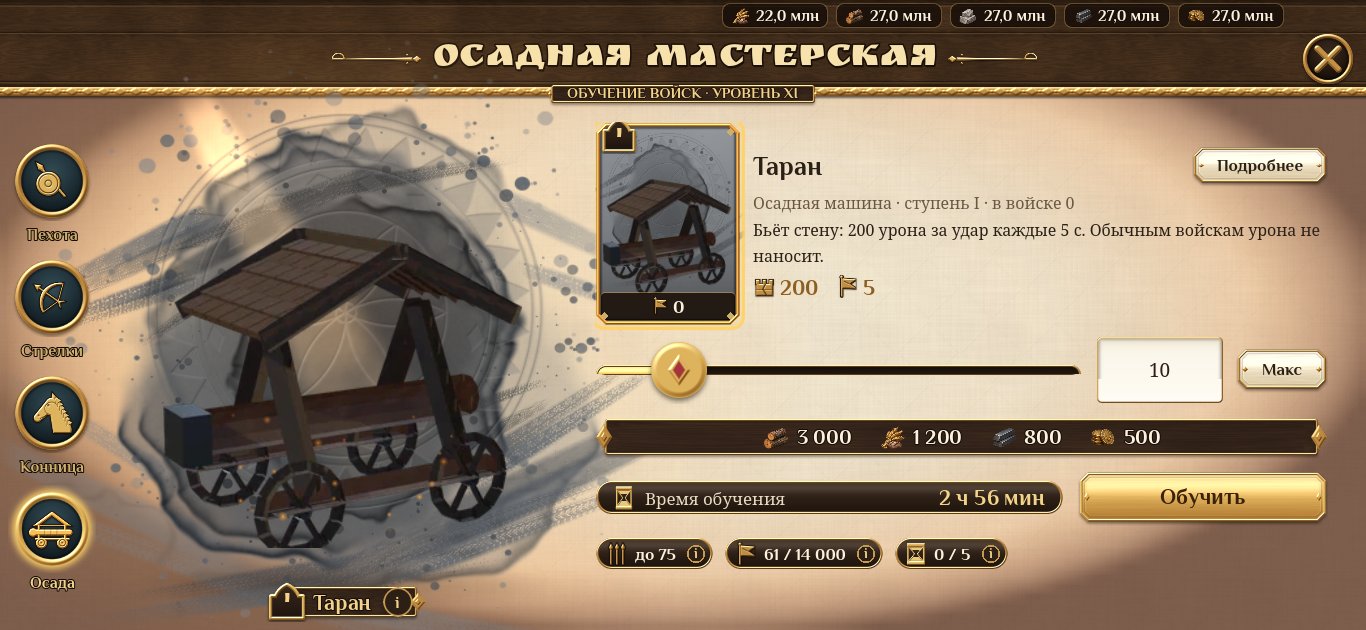 22,0 млн 27,0 млн 27,0 млн 27,0 млн 27,0 млн
ОСАДНАЯ МАСТЕРСКАЯ
ОБУЧЕНИЕ ВОЙСК · УРОВЕНЬ XI
Пехота
Стрелки
Конница
Осада
Таран i
0
Таран
Подробнее
Осадная машина · ступень I · в войске 0
Бьёт стену: 200 урона за удар каждые 5 с. Обычным войскам урона не
наносит.
200 5
10 Макс
3 000 1 200 800 500
Время обучения 2 ч 56 мин
Обучить
до 75 i 61 / 14 000 i 0 / 5 i